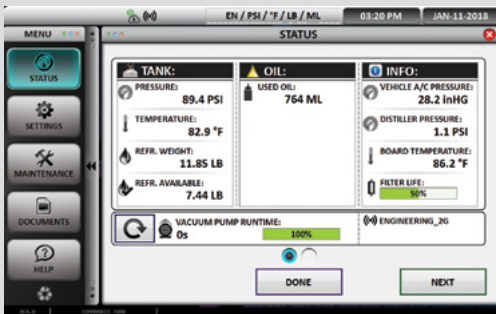 EN / PSI / °F / LB / ML
03:20 PM
JAN-11-2018
MENU
STATUS
STATUS
SETTINGS
MAINTENANCE
DOCUMENTS
HELP
TANK:
PRESSURE:
89.4 PSI
TEMPERATURE:
82.9 °F
REFR. WEIGHT:
11.85 LB
REFR. AVAILABLE:
7.44 LB
OIL:
USED OIL:
764 ML
INFO:
VEHICLE A/C PRESSURE:
28.2 inHG
DISTILLER PRESSURE:
1.1 PSI
BOARD TEMPERATURE:
86.2 °F
FILTER LIFE:
50%
VACUUM PUMP RUNTIME:
0s
100%
ENGINEERING_2G
DONE
NEXT